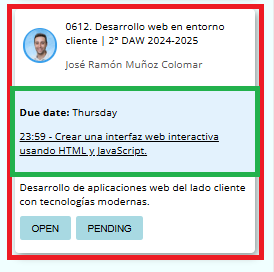 0612. Desarrollo web en entorno
cliente | 2º DAW 2024-2025
José Ramón Muñoz Colomar
Due date: Thursday
23:59 - Crear una interfaz web interactiva
usando HTML y JavaScript.
Desarrollo de aplicaciones web del lado cliente
con tecnologías modernas.
OPEN
PENDING